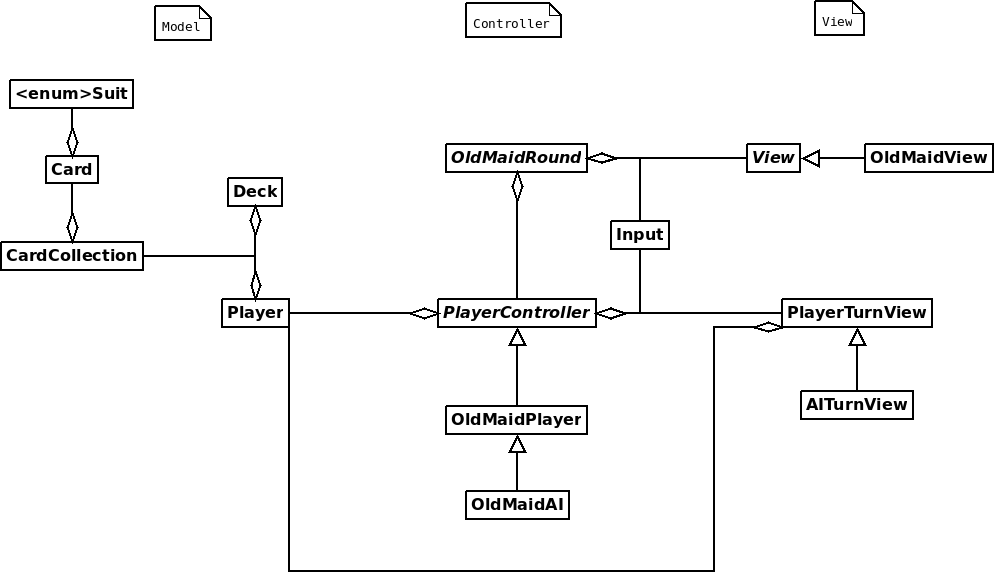 Model
Controller
View
<enum>Suit
Card
Deck
CardCollection
Player
OldMaidRound
View
OldMaidView
Input
PlayerController
PlayerTurnView
AITurnView
OldMaidPlayer
OldMaidAI